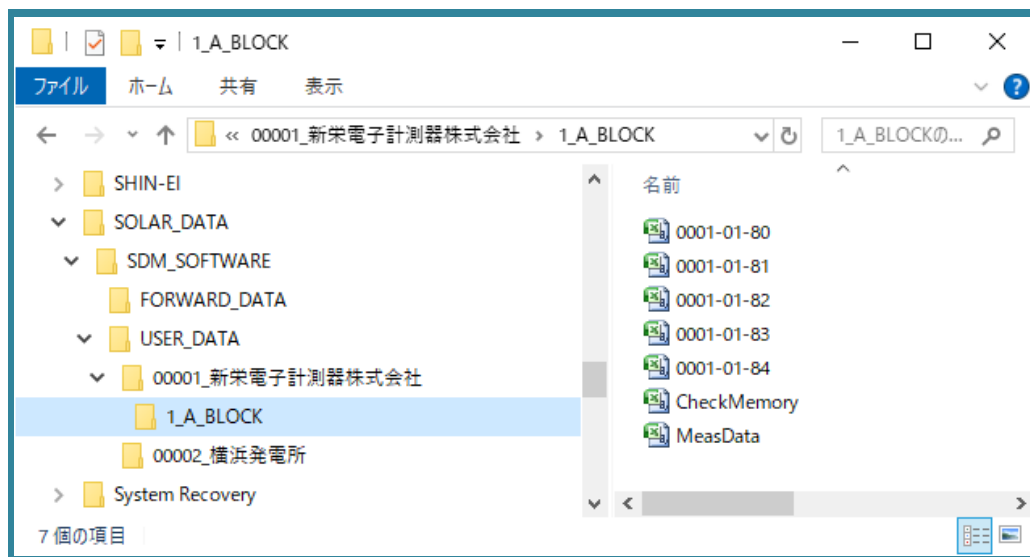 1_A_BLOCK
ファイル ホーム 共有 表示
« 00001_新栄電子計測器株式会社 › 1_A_BLOCK 1_A_BLOCKの...
SHIN-EI
SOLAR_DATA
SDM_SOFTWARE
FORWARD_DATA
USER_DATA
00001_新栄電子計測器株式会社
1_A_BLOCK
00002_横浜発電所
System Recovery
名前
0001-01-80
0001-01-81
0001-01-82
0001-01-83
0001-01-84
CheckMemory
MeasData
7 個の項目